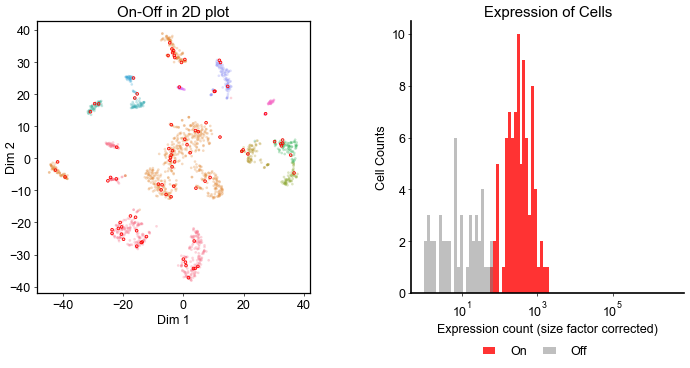 On-Off in 2D plot
Dim 2
40
30
20
10
0
−10
−20
−30
−40
−40
−20
0
20
40
Dim 1
Expression of Cells
Cell Counts
10
8
6
4
2
0
10¹
10³
10⁵
Expression count (size factor corrected)
On
Off